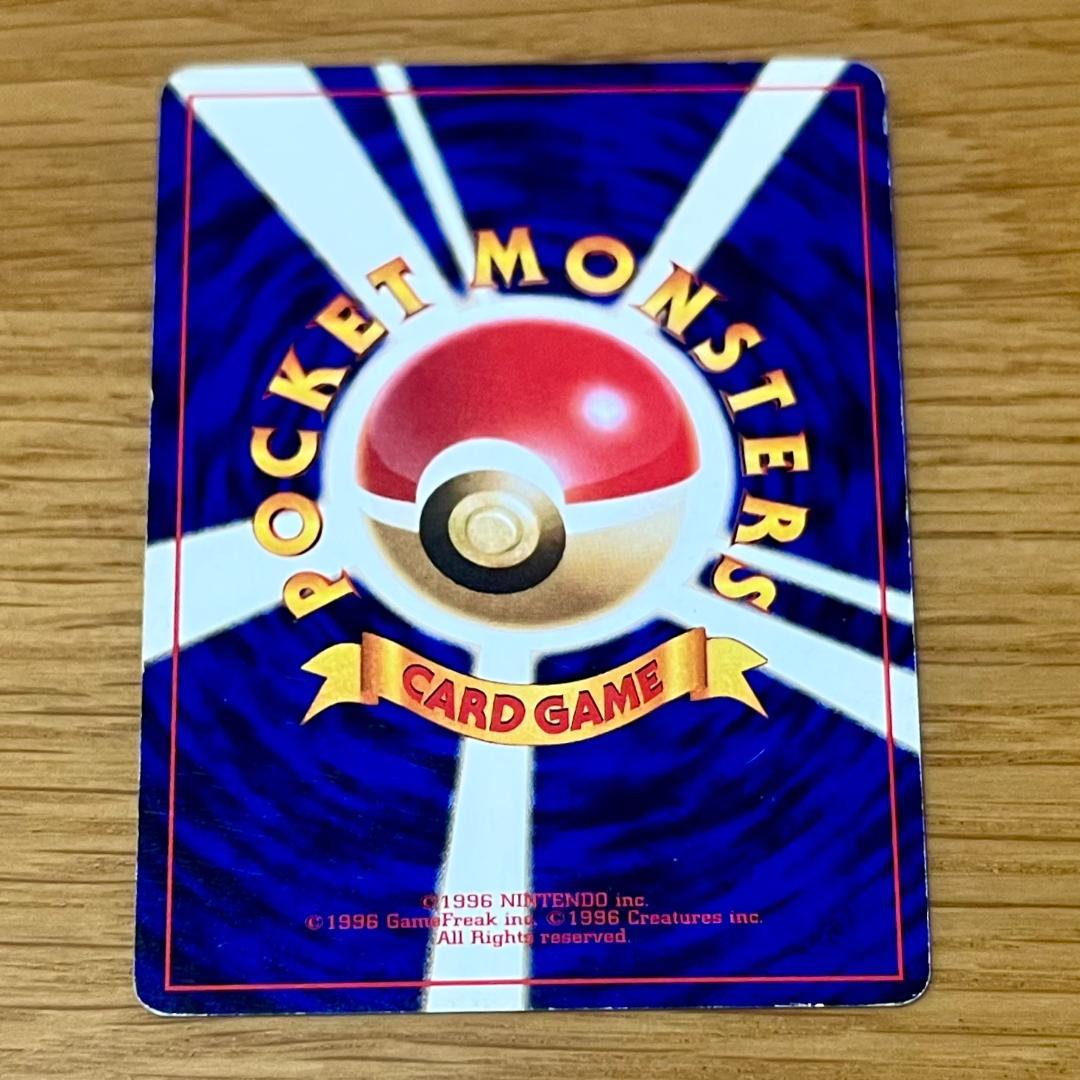 POCKET MONSTERS
CARD GAME
©1996 NINTENDO inc.
©1996 GameFreak inc. ©1996 Creatures inc.
All Rights reserved.